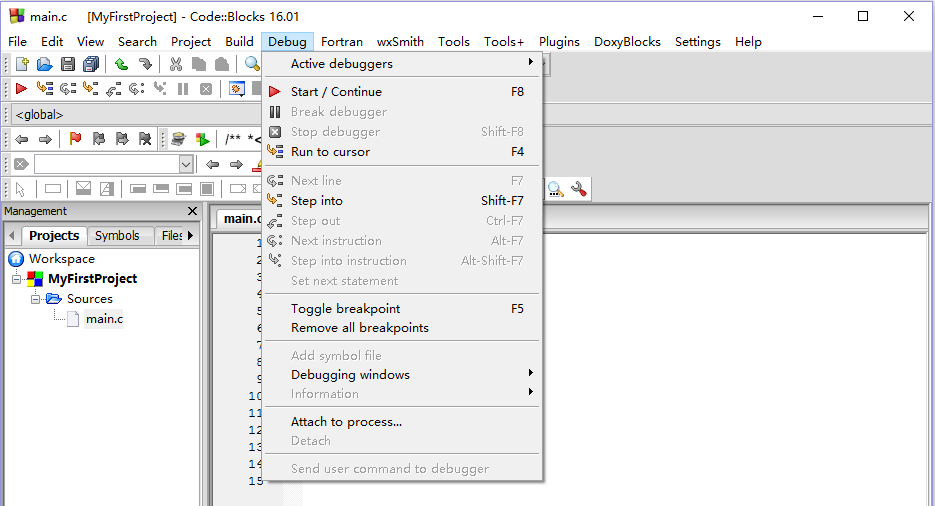 main.c [MyFirstProject] - Code::Blocks 16.01
File Edit View Search Project Build Debug Fortran wxSmith Tools Tools+ Plugins DoxyBlocks Settings Help
Active debuggers
Start / Continue F8
Break debugger
<global>
Stop debugger Shift-F8
/** *<
Run to cursor F4
Next line F7
Step into Shift-F7
Management
Step out Ctrl-F7
main.c
Projects Symbols Files
Next instruction Alt-F7
1
Workspace
Step into instruction Alt-Shift-F7
2
MyFirstProject
Set next statement
3
Sources
4
Toggle breakpoint F5
5
main.c
Remove all breakpoints
6
7
Add symbol file
8
Debugging windows
9
Information
10
11
Attach to process...
12
Detach
13
14
Send user command to debugger
15